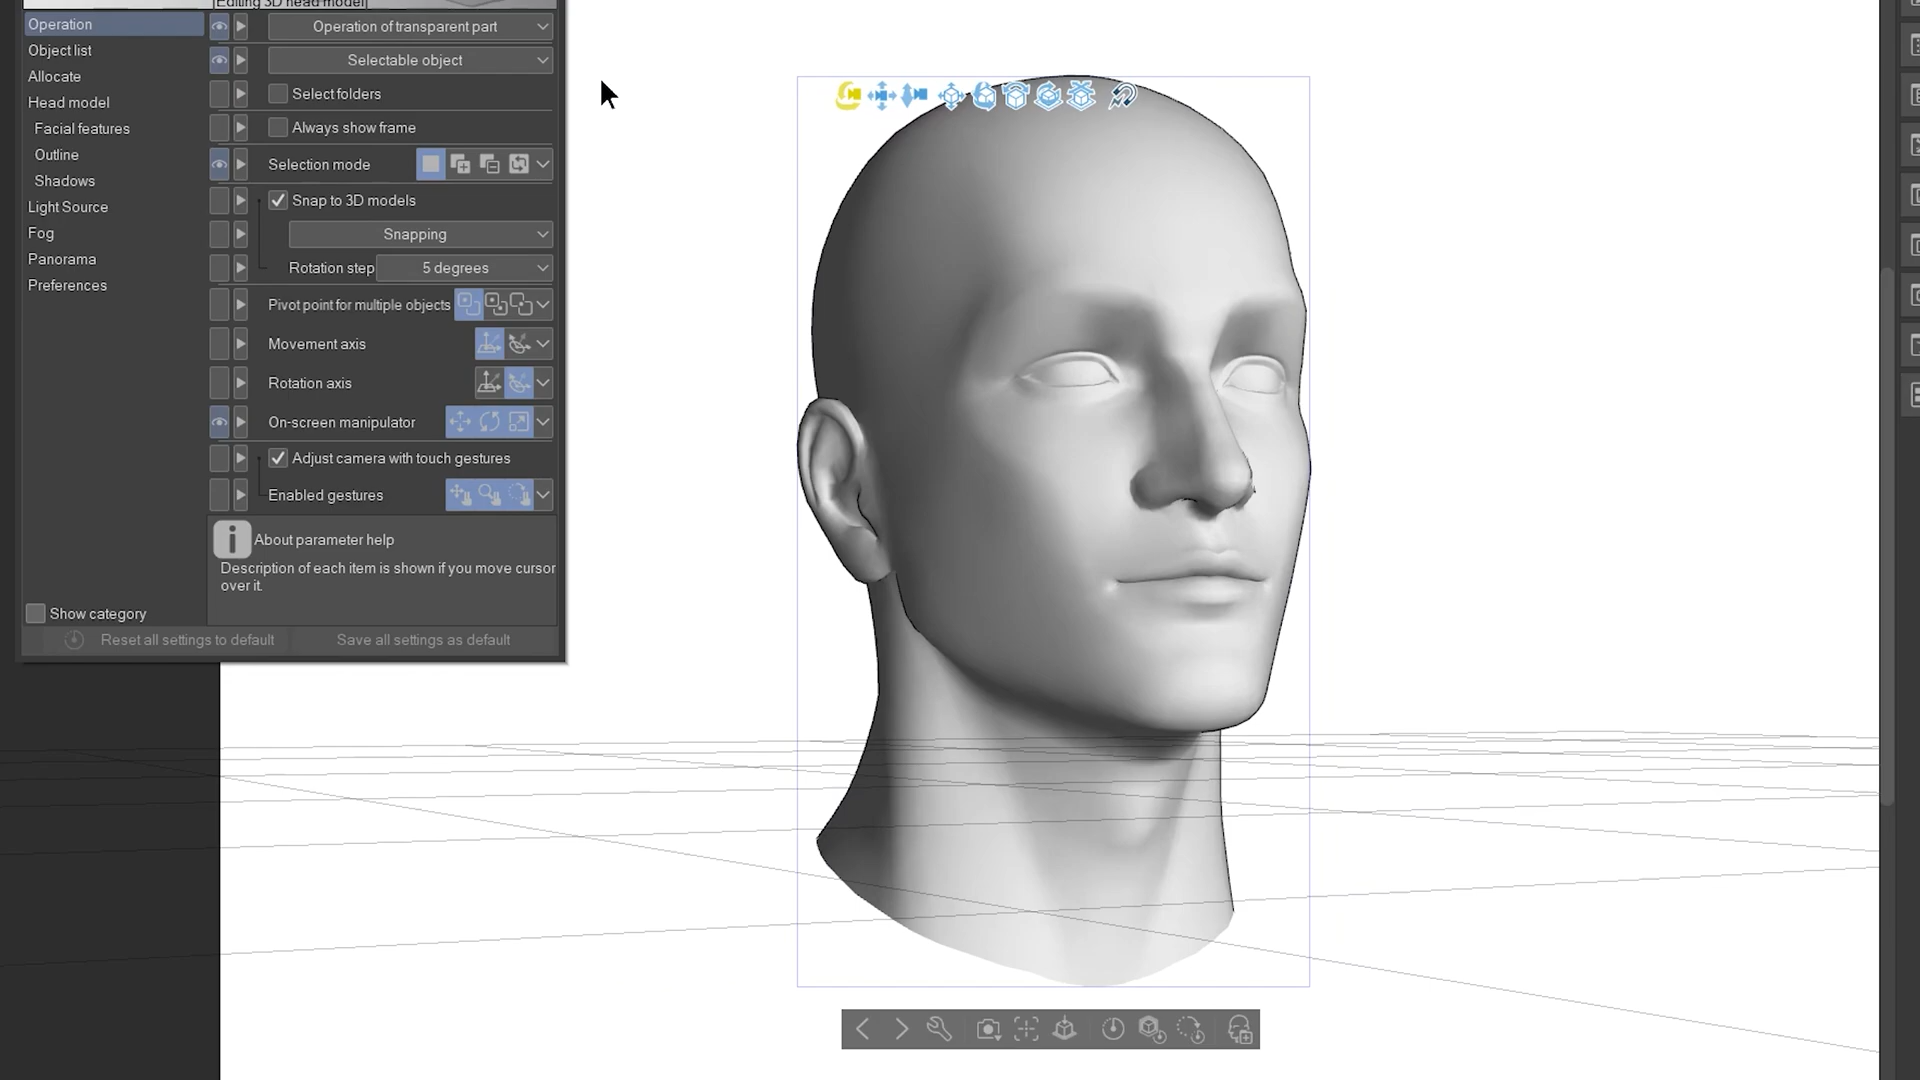 [Editing 3D head model]
Operation
Operation of transparent part
Object list
Selectable object
Allocate
Select folders
Head model
Always show frame
Facial features
Outline
Selection mode
Shadows
Snap to 3D models
Light Source
Snapping
Fog
Rotation step
5 degrees
Panorama
Preferences
Pivot point for multiple objects
Movement axis
Rotation axis
On-screen manipulator
Adjust camera with touch gestures
Enabled gestures
About parameter help
Description of each item is shown if you move cursor
over it.
Show category
Reset all settings to default
Save all settings as default